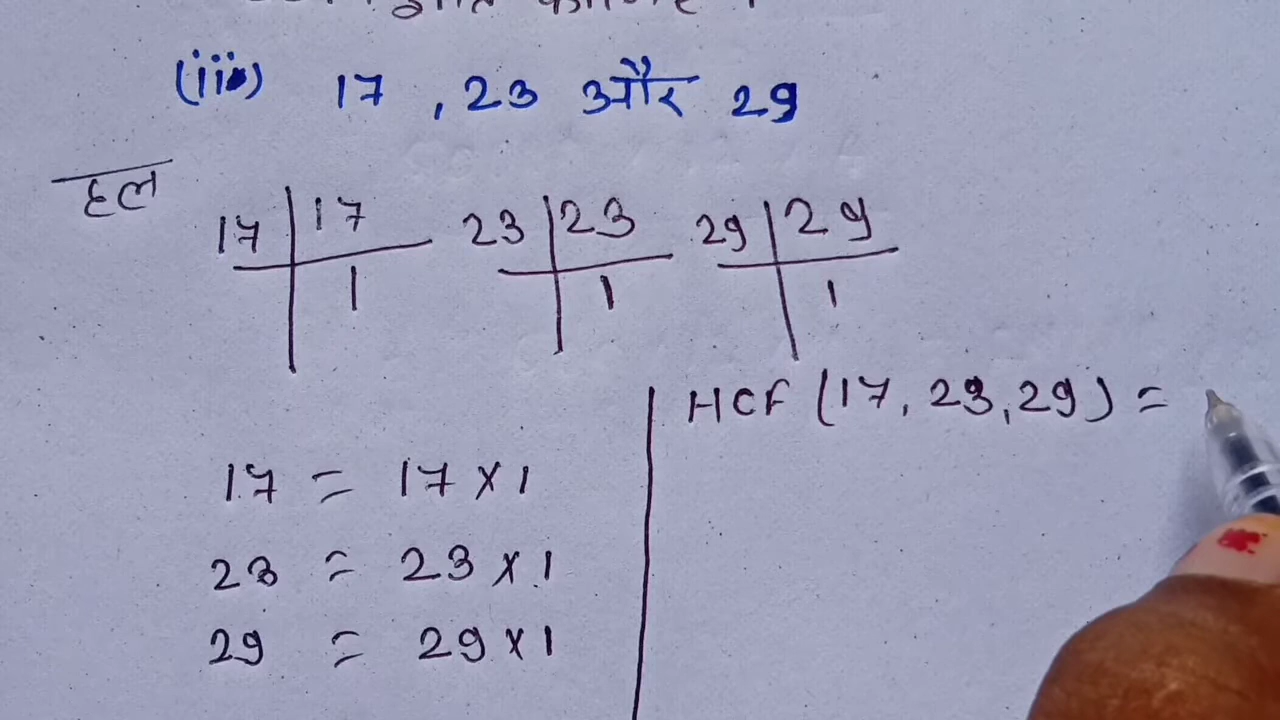 (ii) 17 , 23 और 29
हल
17 | 17 23 | 23 29 | 29
1 1 1
HCF (17, 23, 29) =
17 = 17 × 1
23 = 23 × 1
29 = 29 × 1